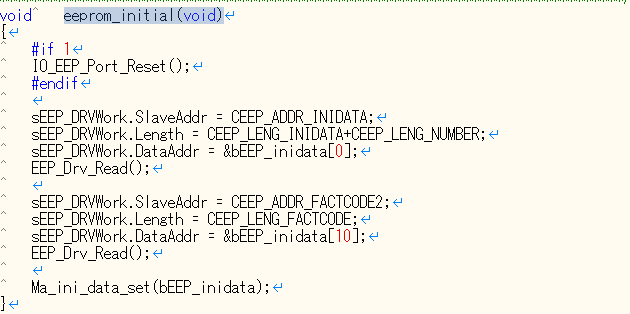 void eeprom_initial(void)
{
#if 1
IO_EEP_Port_Reset();
#endif
sEEP_DRVWork.SlaveAddr = CEEP_ADDR_INIDATA;
sEEP_DRVWork.Length = CEEP_LENG_INIDATA+CEEP_LENG_NUMBER;
sEEP_DRVWork.DataAddr = &bEEP_inidata[0];
EEP_Drv_Read();
sEEP_DRVWork.SlaveAddr = CEEP_ADDR_FACTCODE2;
sEEP_DRVWork.Length = CEEP_LENG_FACTCODE;
sEEP_DRVWork.DataAddr = &bEEP_inidata[10];
EEP_Drv_Read();
Ma_ini_data_set(bEEP_inidata);
}